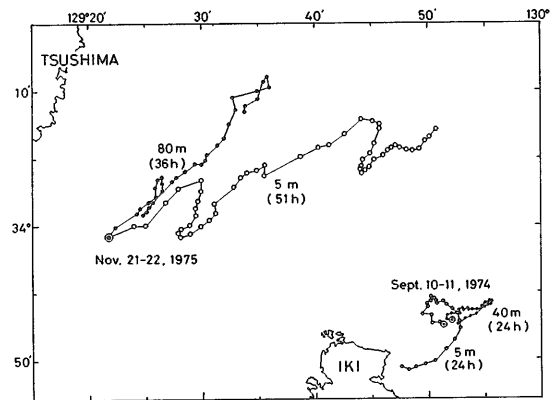 129°20' 30' 40' 50' 130°
TSUSHIMA
10'
80 m
(36h)
5 m
(51h)
34°
Nov. 21-22, 1975
Sept. 10-11, 1974
40 m
(24h)
5 m
(24h)
50'
IKI